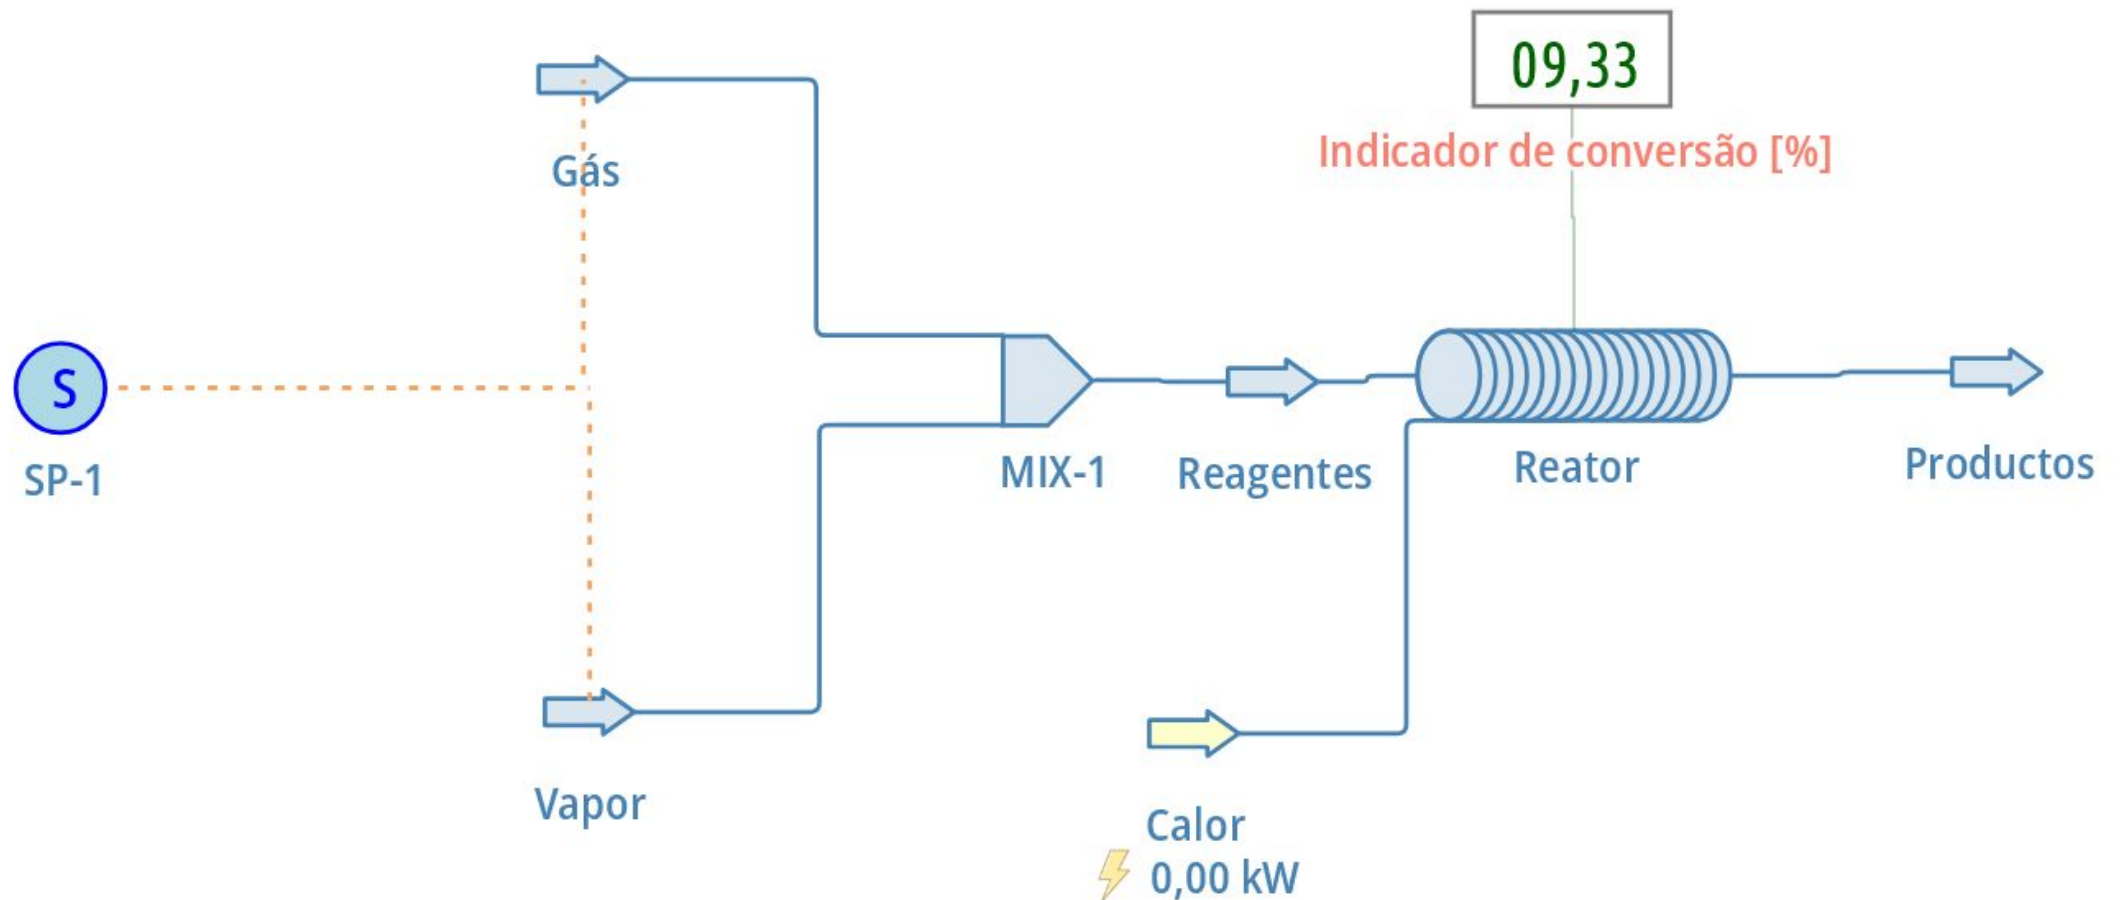 09,33
Indicador de conversão [%]
Gás
S
SP-1
MIX-1
Reagentes
Reator
Productos
Vapor
Calor
0,00 kW